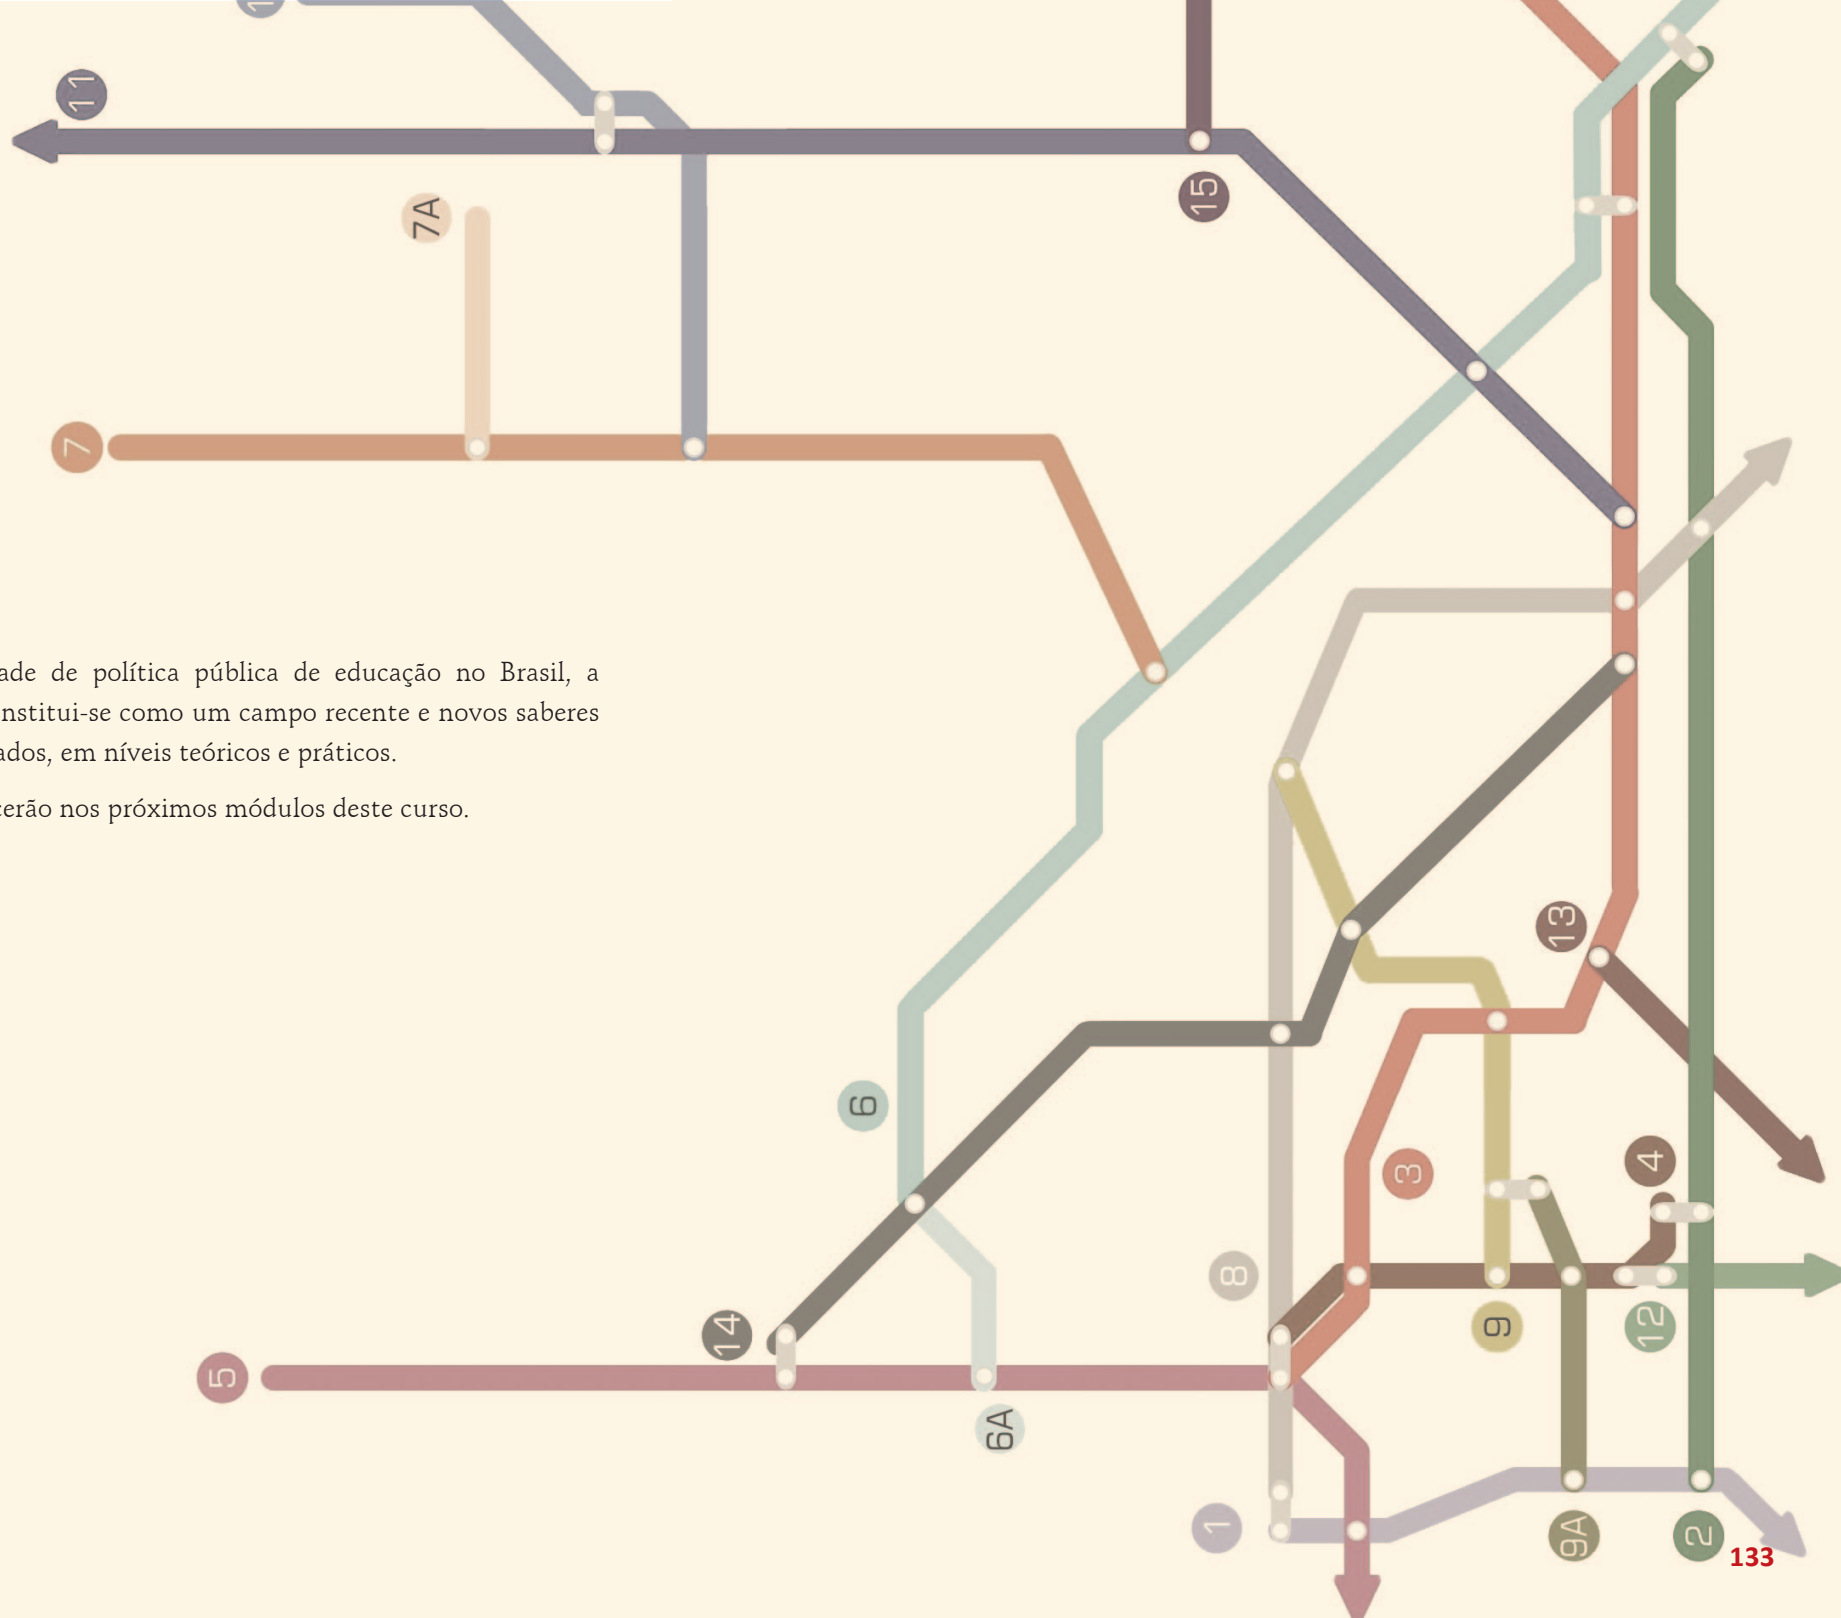 11
7A
15
7
ade de política pública de educação no Brasil, a
nstitui-se como um campo recente e novos saberes
ados, em níveis teóricos e práticos.
cerão nos próximos módulos deste curso.
13
6
4
3
8
14
9
12
5
6A
1
9A
2
133